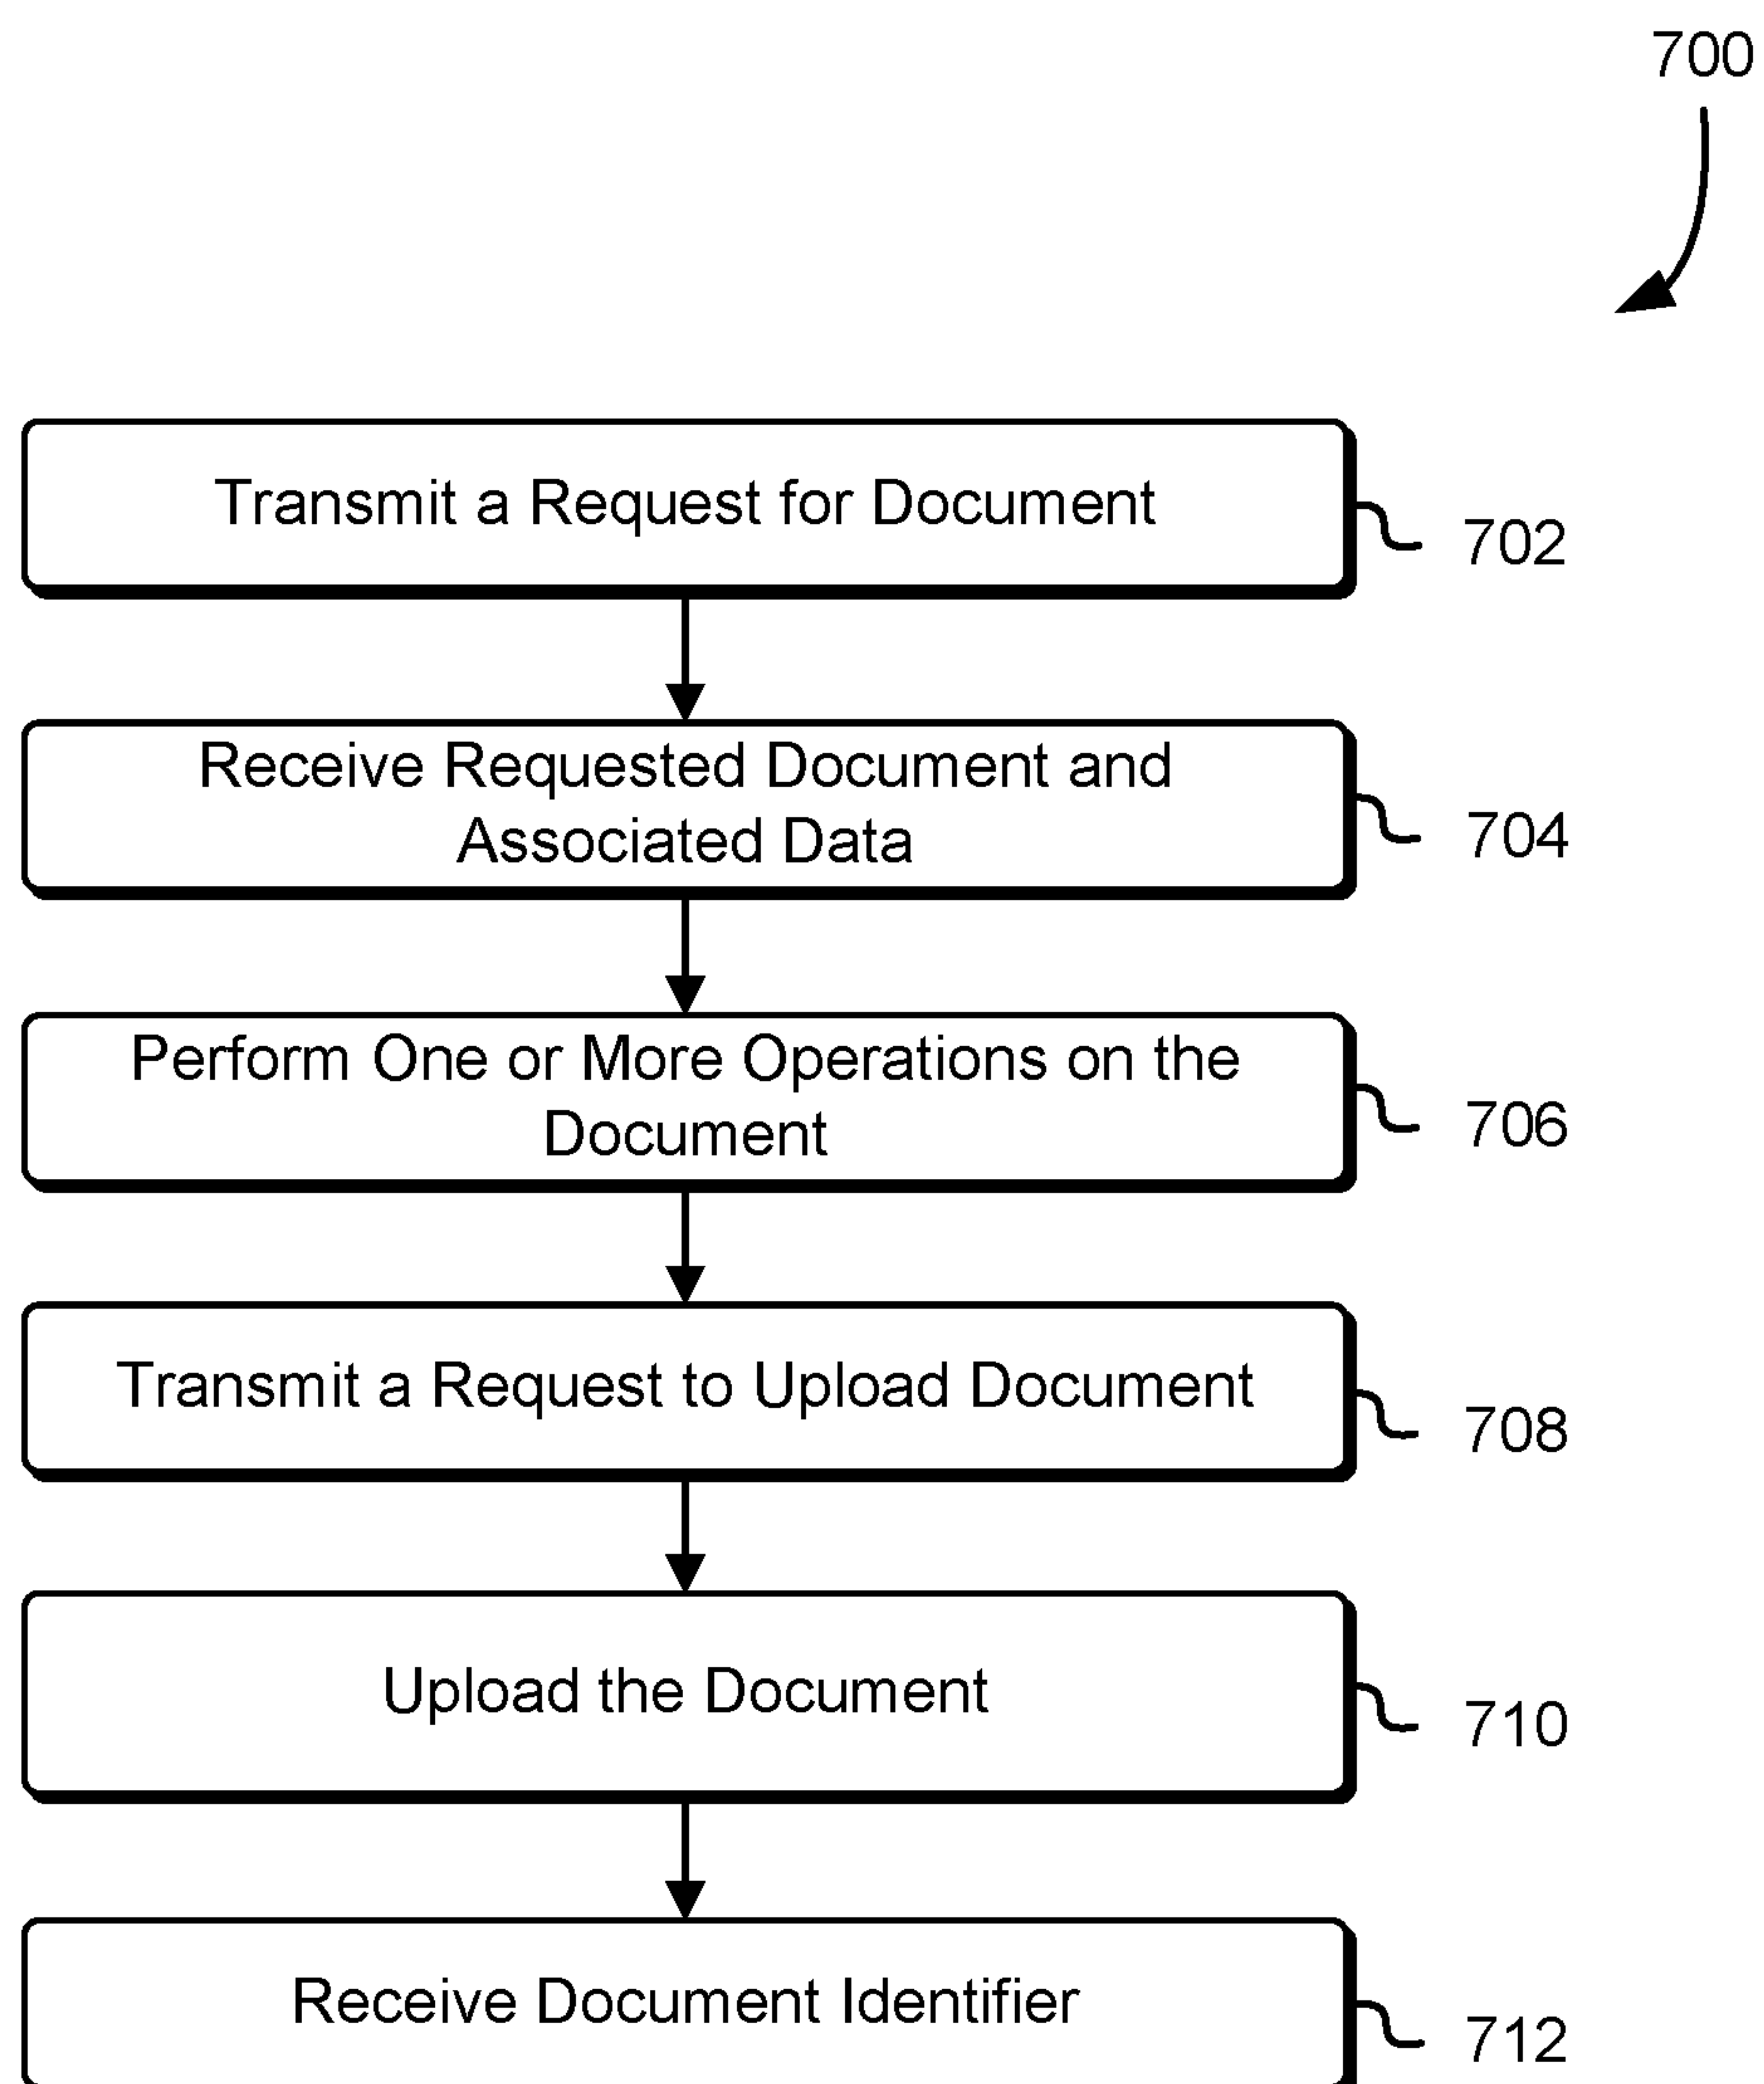 700
Transmit a Request for Document
702
Receive Requested Document and
Associated Data
704
Perform One or More Operations on the
Document
706
Transmit a Request to Upload Document
708
Upload the Document
710
Receive Document Identifier
712